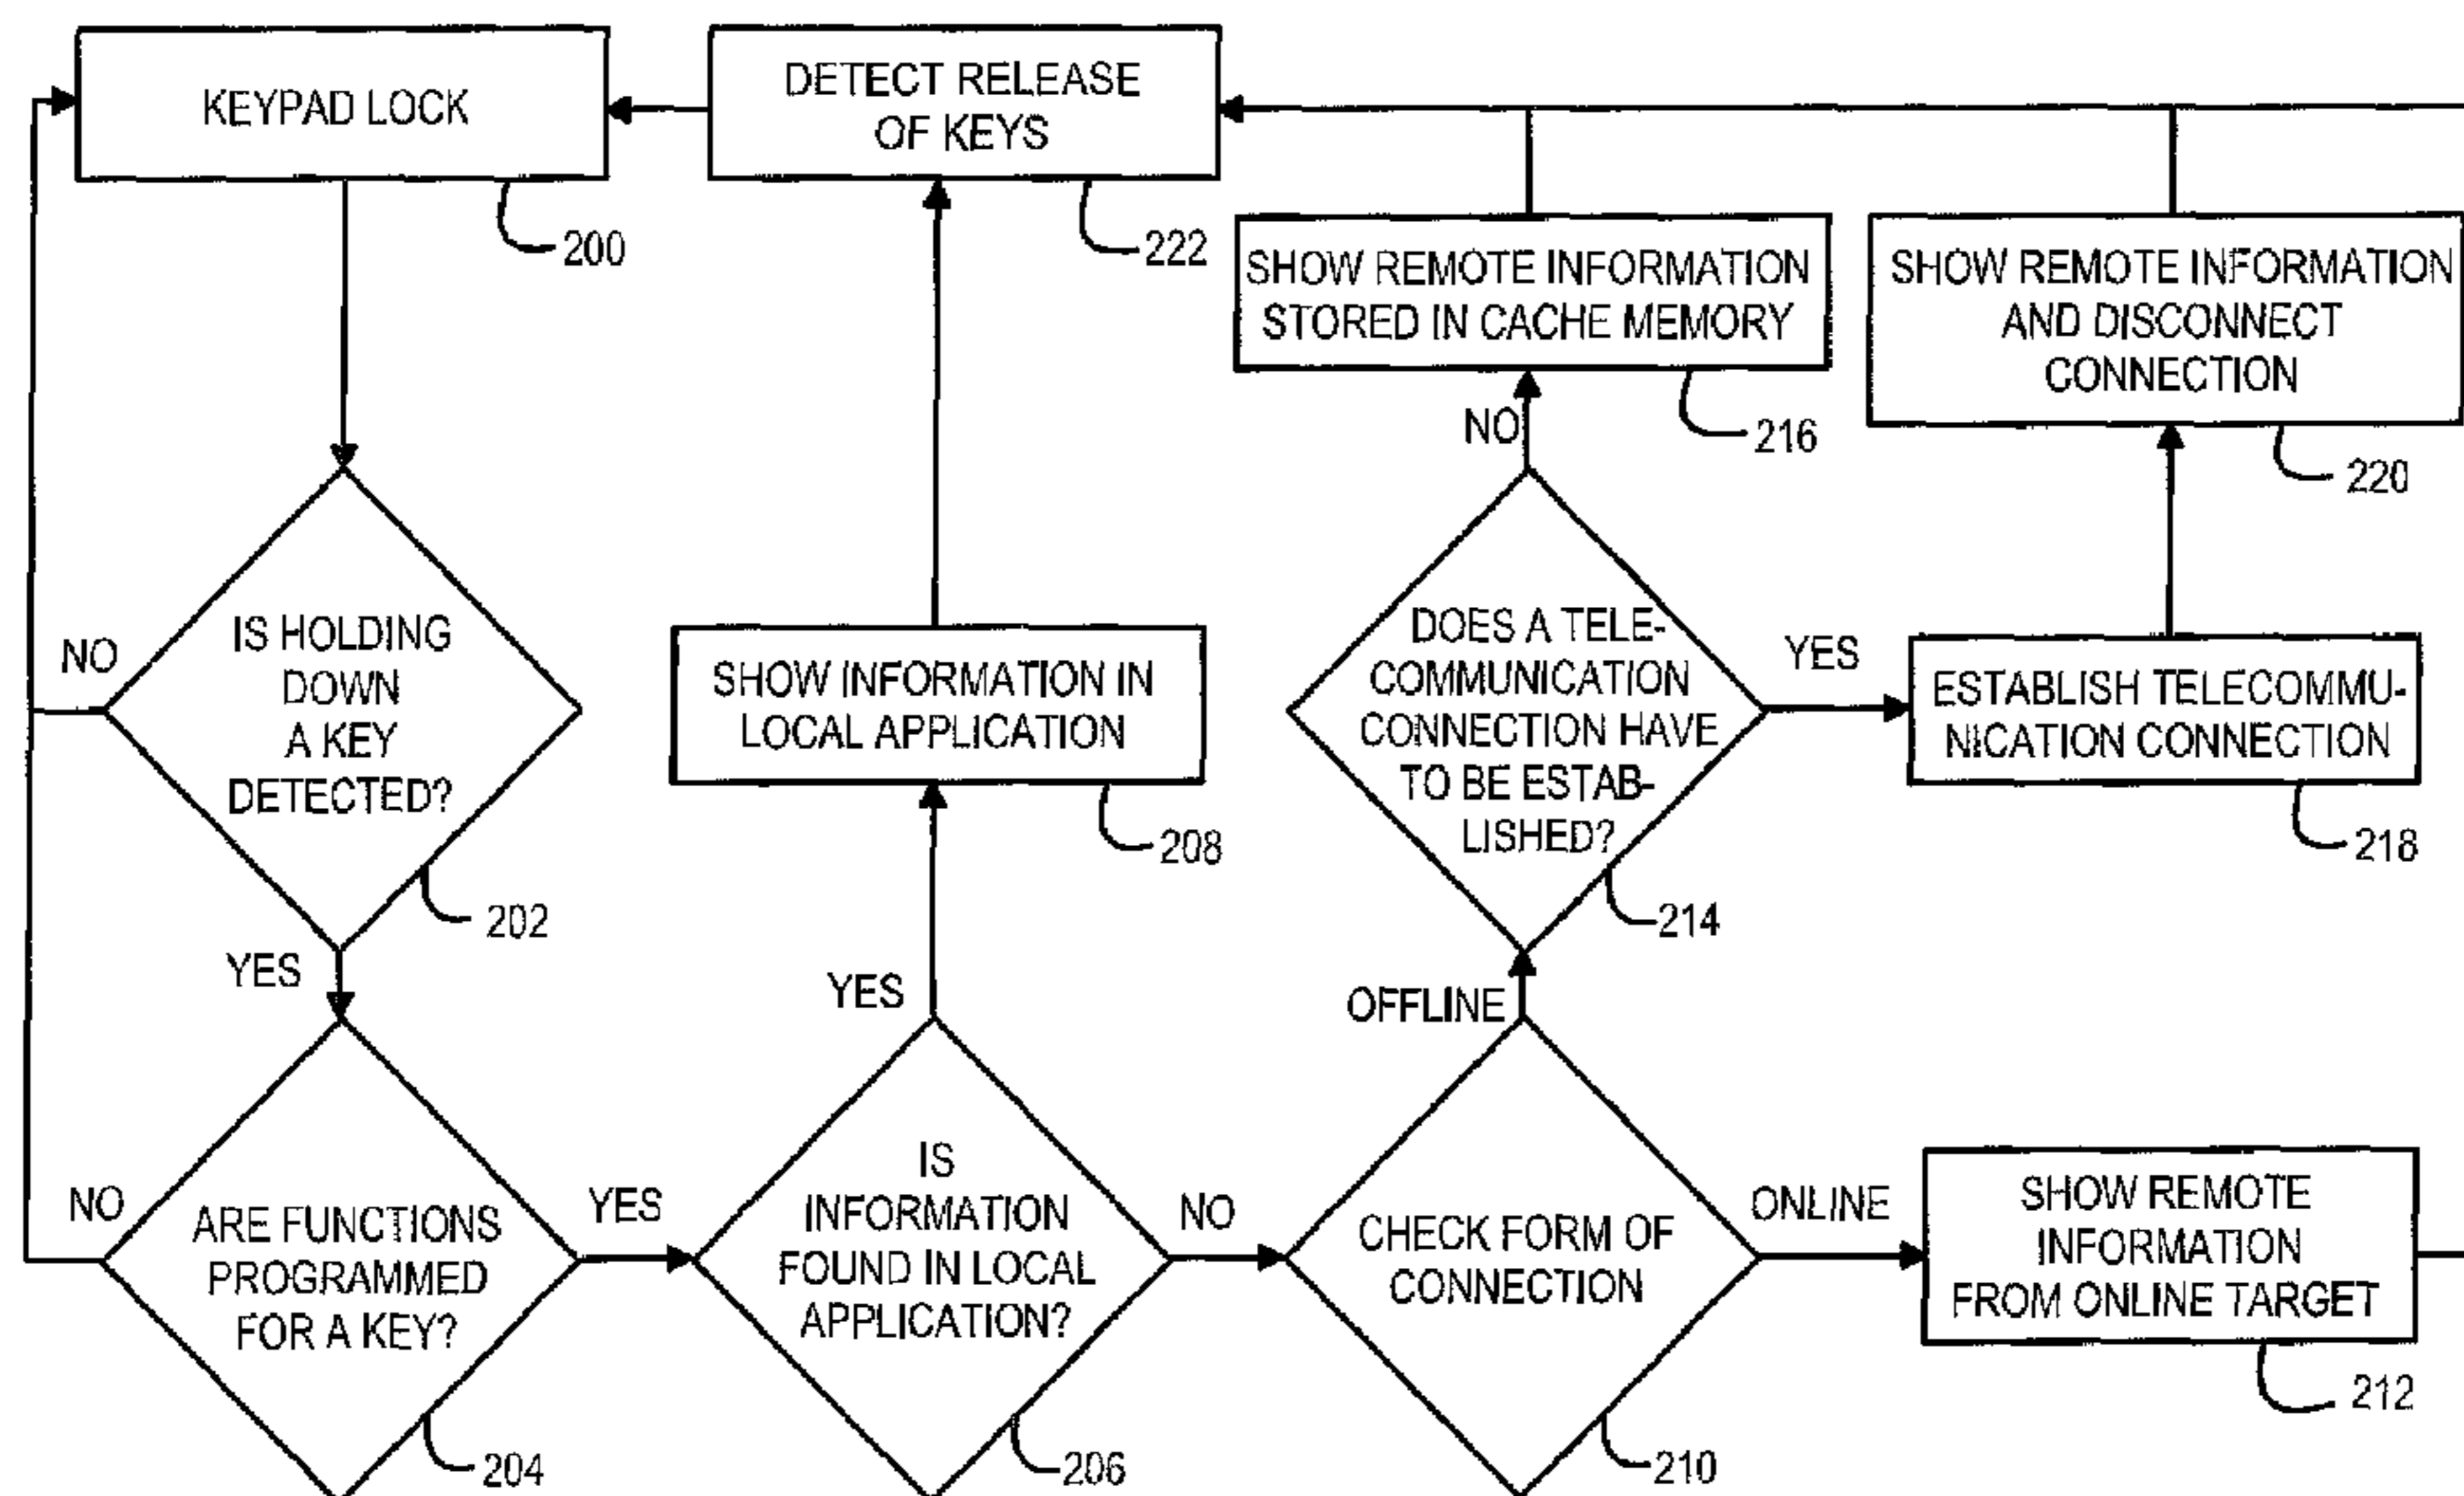 KEYPAD LOCK
200
DETECT RELEASE
OF KEYS
222
SHOW REMOTE INFORMATION
STORED IN CACHE MEMORY
216
SHOW REMOTE INFORMATION
AND DISCONNECT
CONNECTION
220
NO
IS HOLDING
DOWN
A KEY
DETECTED?
202
YES
SHOW INFORMATION IN
LOCAL APPLICATION
208
YES
NO
DOES A TELE-
COMMUNICATION
CONNECTION HAVE
TO BE ESTAB-
LISHED?
214
YES
ESTABLISH TELECOMMU-
NICATION CONNECTION
218
OFFLINE
NO
ARE FUNCTIONS
PROGRAMMED
FOR A KEY?
204
YES
IS
INFORMATION
FOUND IN LOCAL
APPLICATION?
206
NO
CHECK FORM OF
CONNECTION
210
ONLINE
SHOW REMOTE
INFORMATION
FROM ONLINE TARGET
212